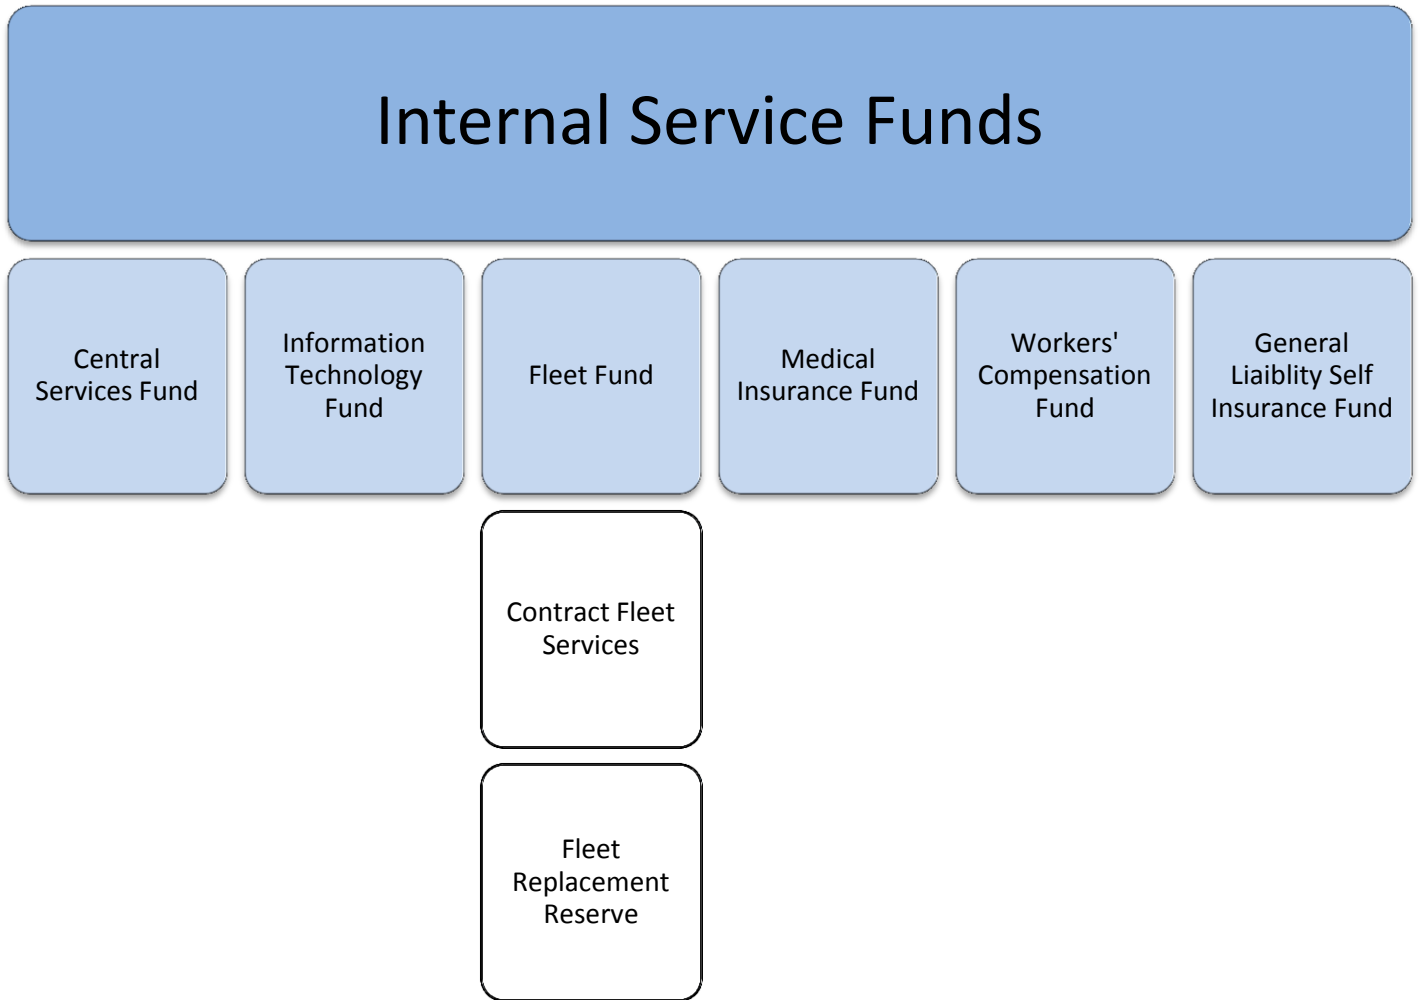 Internal Service Funds
Central
Services Fund
Information
Technology
Fund
Fleet Fund
Medical
Insurance Fund
Workers'
Compensation
Fund
General
Liaiblity Self
Insurance Fund
Contract Fleet
Services
Fleet
Replacement
Reserve